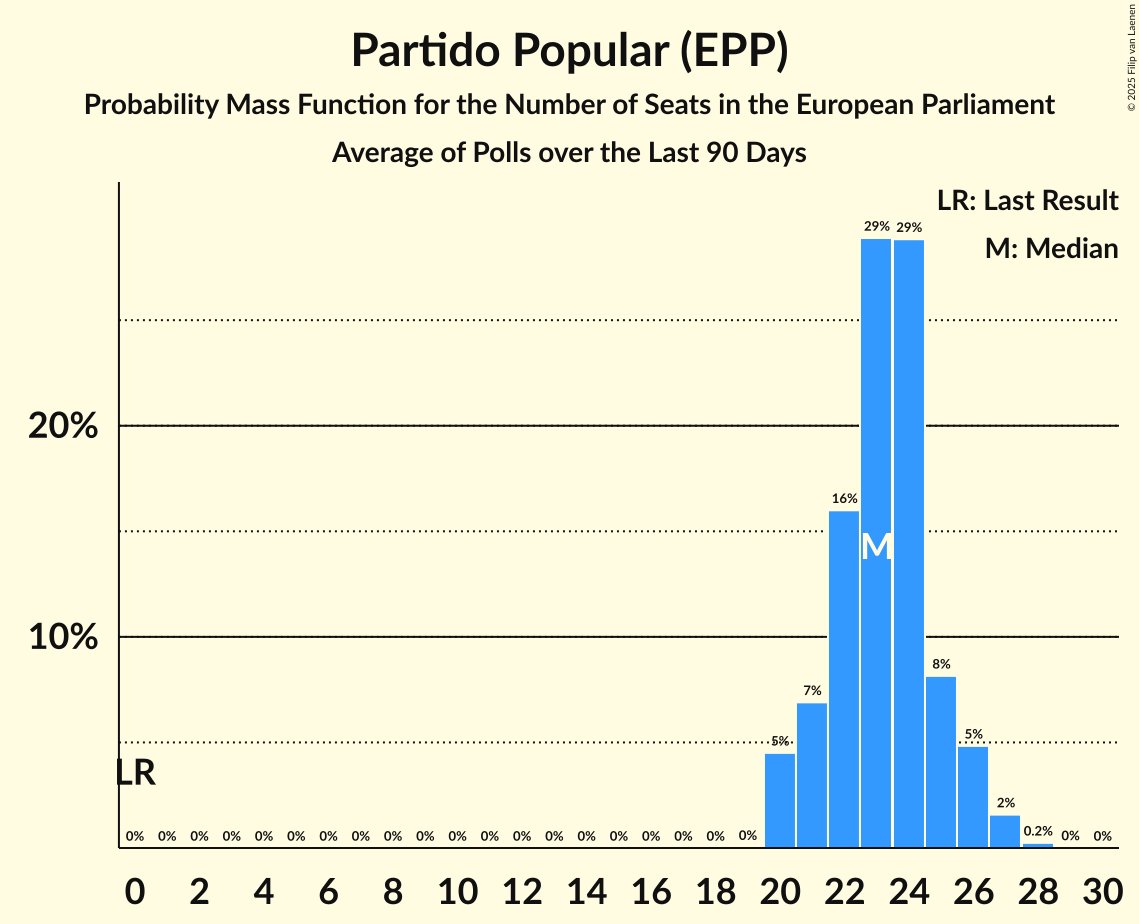 Partido Popular (EPP)
Probability Mass Function for the Number of Seats in the European Parliament
Average of Polls over the Last 90 Days
© 2025 Filip van Laenen
LR: Last Result
M: Median
29% 29%
20%
16%
M
10%
8%
7%
5% 5%
LR
2%
0% 0% 0% 0% 0% 0% 0% 0% 0% 0% 0% 0% 0% 0% 0% 0% 0% 0% 0% 0% 0.2% 0% 0%
0 2 4 6 8 10 12 14 16 18 20 22 24 26 28 30